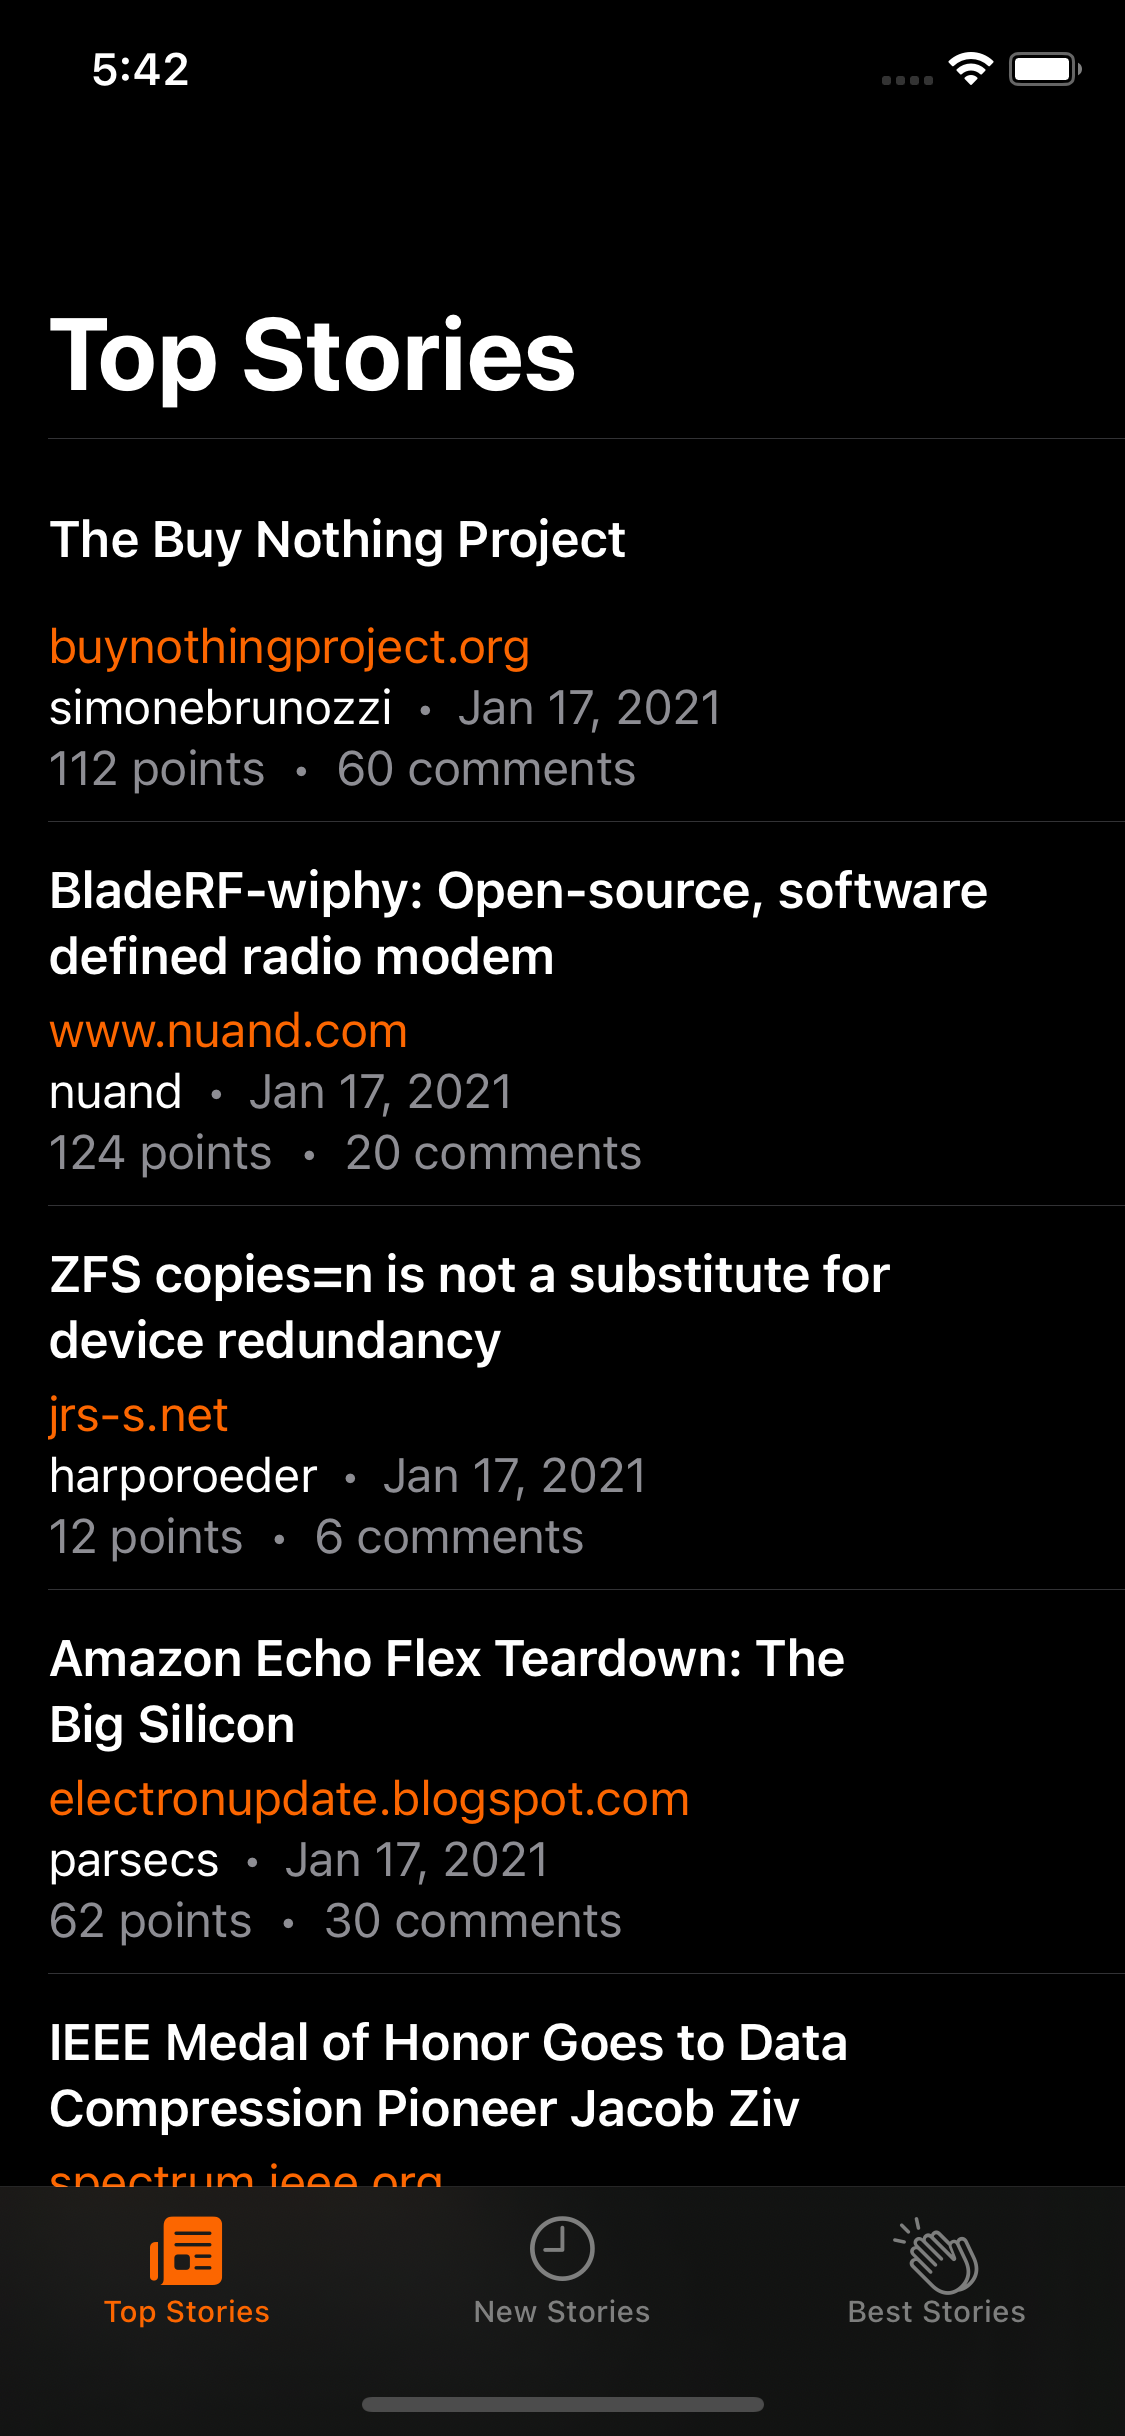 5:42
Top Stories
The Buy Nothing Project
buynothingproject.org
simonebrunozzi • Jan 17, 2021
112 points • 60 comments
BladeRF-wiphy: Open-source, software
defined radio modem
www.nuand.com
nuand • Jan 17, 2021
124 points • 20 comments
ZFS copies=n is not a substitute for
device redundancy
jrs-s.net
harporoeder • Jan 17, 2021
12 points • 6 comments
Amazon Echo Flex Teardown: The
Big Silicon
electronupdate.blogspot.com
parsecs • Jan 17, 2021
62 points • 30 comments
IEEE Medal of Honor Goes to Data
Compression Pioneer Jacob Ziv
spectrum.ieee.org
Top Stories
New Stories
Best Stories